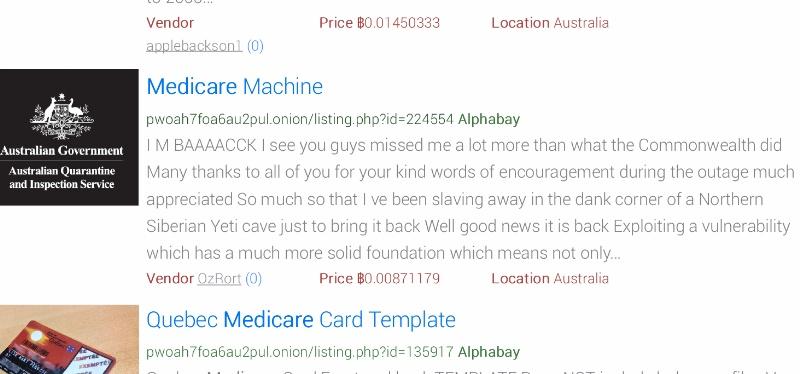 Vendor Price ฿0.01450333 Location Australia
applebackson1 (0)
Medicare Machine
pwoah7foa6au2pul.onion/listing.php?id=224554 Alphabay
Australian Government
Australian Quarantine
and Inspection Service
I M BAAAACCK I see you guys missed me a lot more than what the Commonwealth did
Many thanks to all of you for your kind words of encouragement during the outage much
appreciated So much so that I ve been slaving away in the dank corner of a Northern
Siberian Yeti cave just to bring it back Well good news it is back Exploiting a vulnerability
which has a much more solid foundation which means not only...
Vendor OzRort (0) Price ฿0.00871179 Location Australia
Quebec Medicare Card Template
pwoah7foa6au2pul.onion/listing.php?id=135917 Alphabay